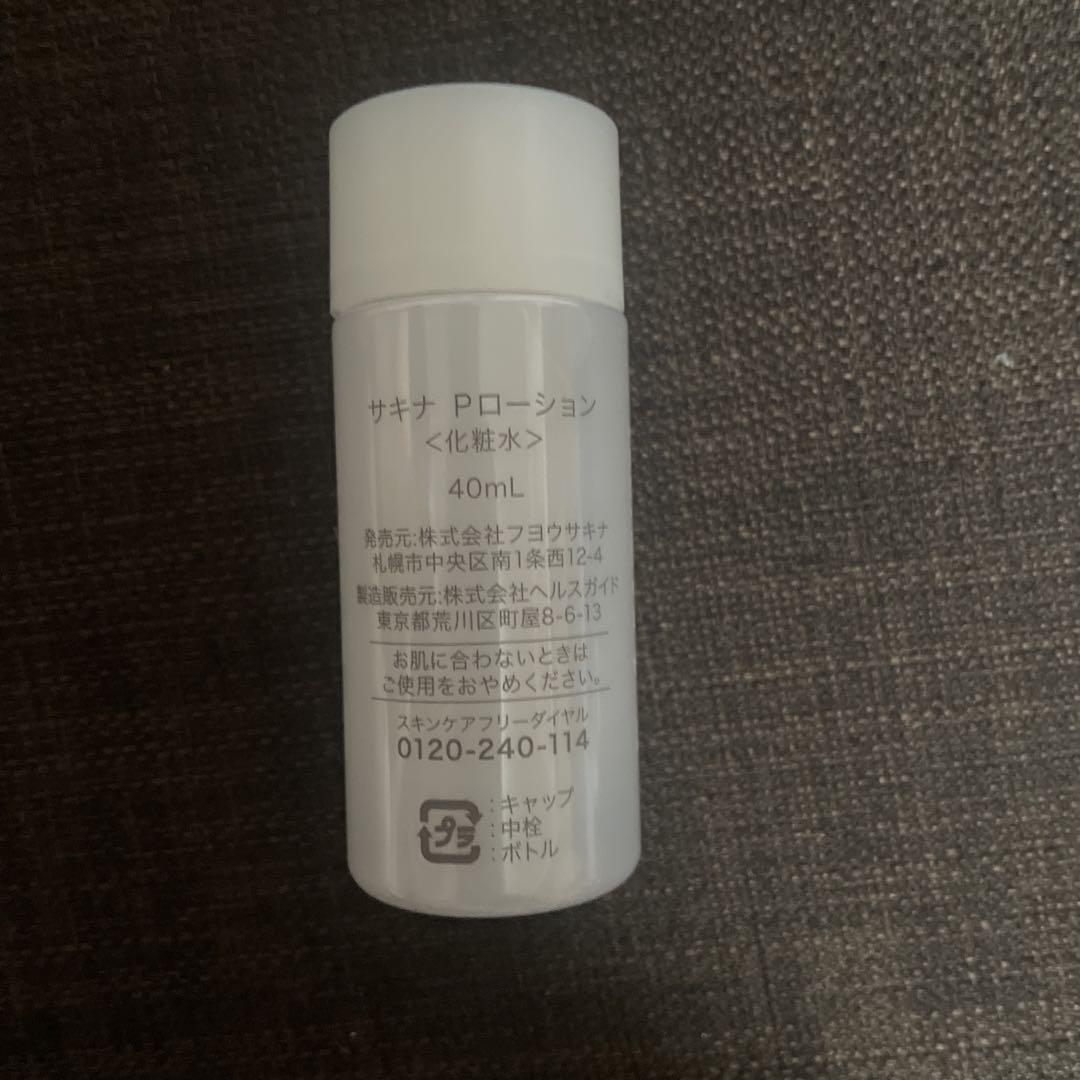 サキナ Pローション
<化粧水>
40mL
発売元:株式会社フヨウサキナ
札幌市中央区南1条西12-4
製造販売元:株式会社ヘルスガイド
東京都荒川区町屋8-6-13
お肌に合わないときは
ご使用をおやめください。
スキンケアフリーダイヤル
0120-240-114
プラ
:キャップ
:中栓
:ボトル